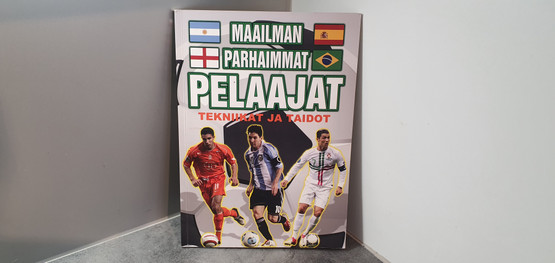 MAAILMAN
PARHAIMMAT
PELAAJAT
TEKNIIKAT JA TAIDOT